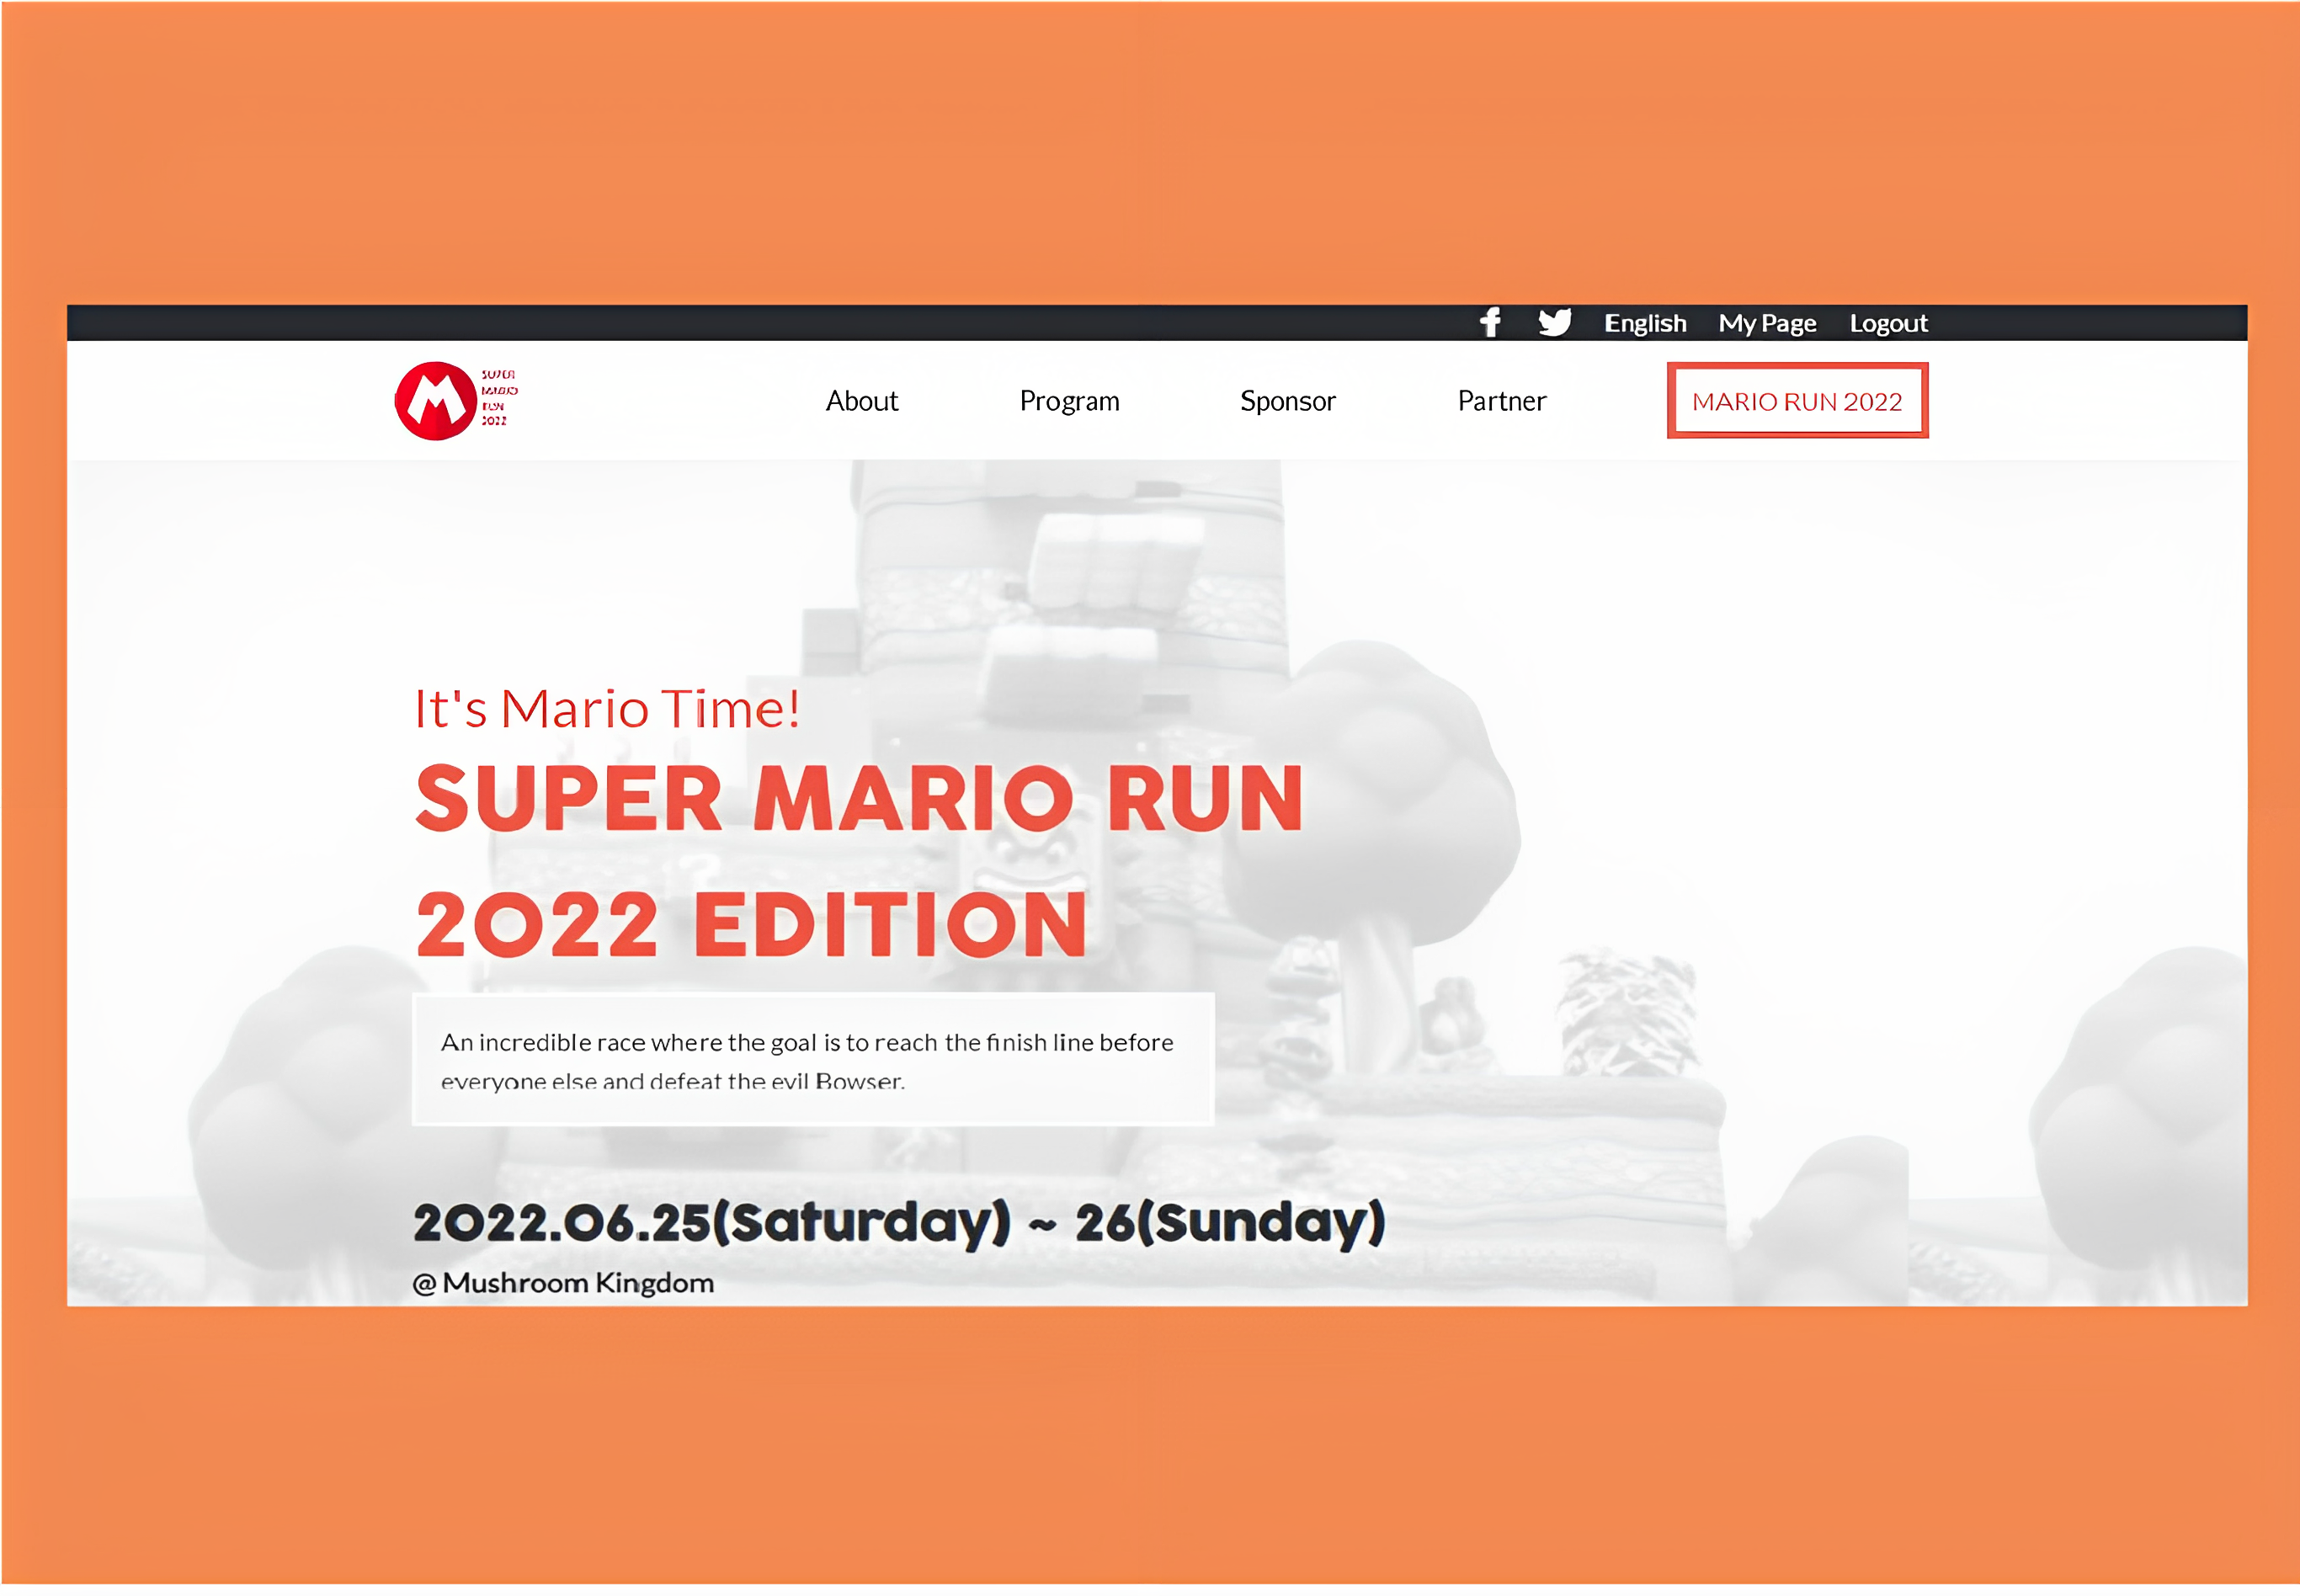 English My Page Logout
SUPER
MARIO
RUN
2022
About Program Sponsor Partner MARIO RUN 2022
It's Mario Time!
SUPER MARIO RUN
2022 EDITION
An incredible race where the goal is to reach the finish line before
everyone else and defeat the evil Bowser.
2022.06.25(Saturday) ~ 26(Sunday)
@ Mushroom Kingdom